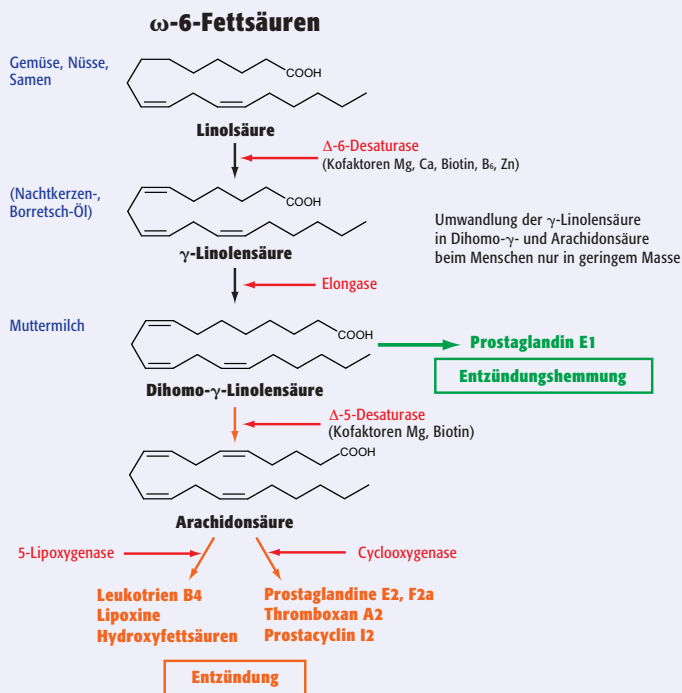 ω-6-Fettsäuren
Gemüse, Nüsse,
Samen
COOH
Linolsäure
Δ-6-Desaturase
(Kofaktoren Mg, Ca, Biotin, B₆, Zn)
(Nachtkerzen-,
Borretsch-Öl)
COOH
γ-Linolensäure
Umwandlung der γ-Linolensäure
in Dihomo-γ- und Arachidonsäure
beim Menschen nur in geringem Masse
Elongase
Muttermilch
COOH
Dihomo-γ-Linolensäure
Prostaglandin E1
Entzündungshemmung
Δ-5-Desaturase
(Kofaktoren Mg, Biotin)
COOH
Arachidonsäure
5-Lipoxygenase
Cyclooxygenase
Leukotrien B4
Lipoxine
Hydroxyfettsäuren
Prostaglandine E2, F2a
Thromboxan A2
Prostacyclin I2
Entzündung